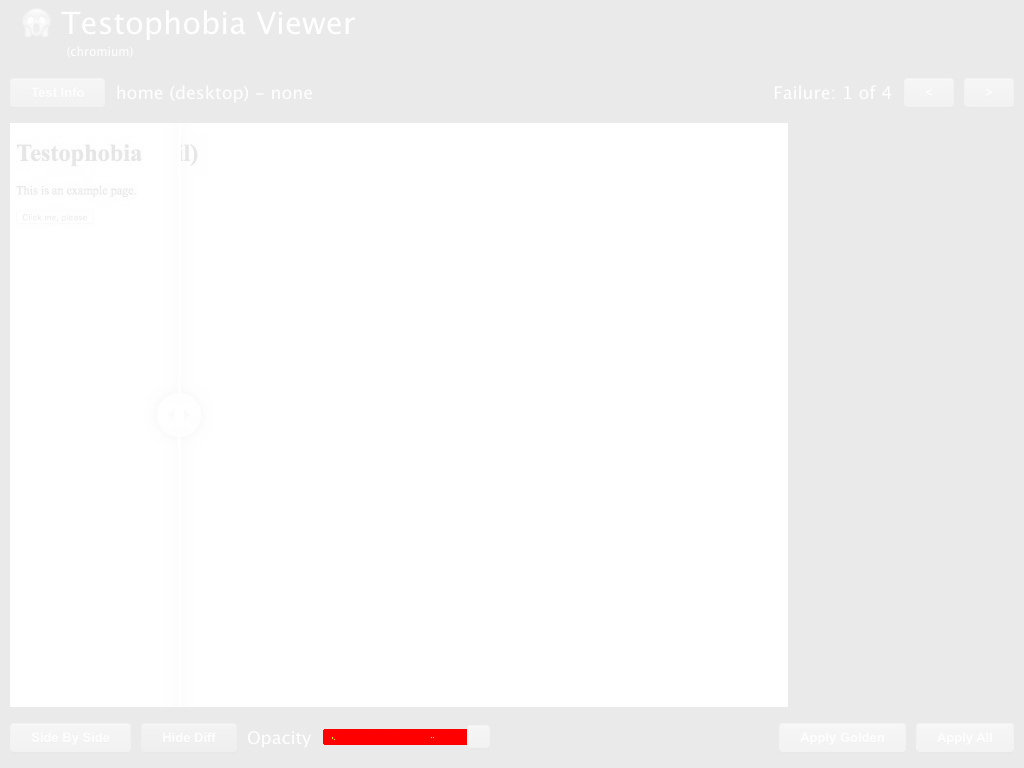 Testophobia Viewer
(chromium)
Test Info home (desktop) – none Failure: 1 of 4 < >
Testophobia ll)
This is an example page.
Click me, please
Side By Side Hide Diff Opacity Apply Golden Apply All